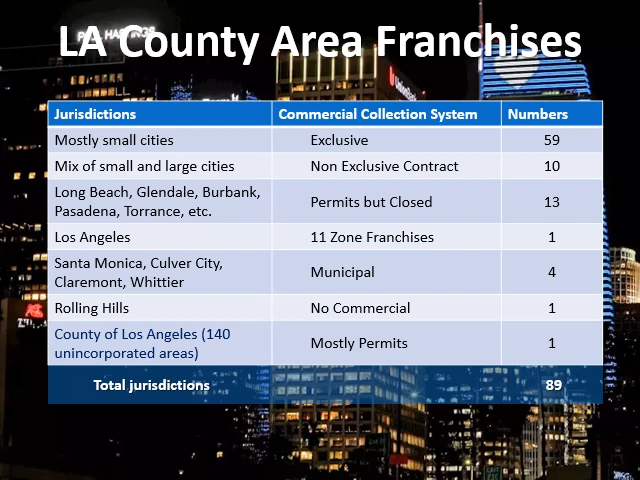 LA County Area Franchises
Jurisdictions Commercial Collection System Numbers
Mostly small cities Exclusive 59
Mix of small and large cities Non Exclusive Contract 10
Long Beach, Glendale, Burbank,
Pasadena, Torrance, etc. Permits but Closed 13
Los Angeles 11 Zone Franchises 1
Santa Monica, Culver City,
Claremont, Whittier Municipal 4
Rolling Hills No Commercial 1
County of Los Angeles (140
unincorporated areas) Mostly Permits 1
Total jurisdictions 89